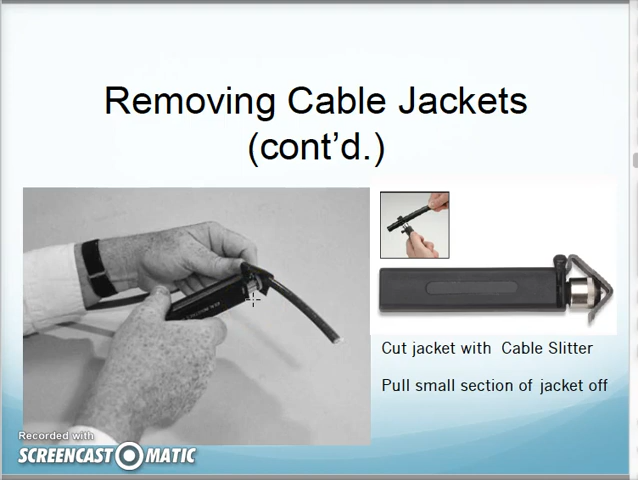 Removing Cable Jackets
(cont'd.)
Cut jacket with Cable Slitter
Pull small section of jacket off
Recorded with
SCREENCAST-O-MATIC